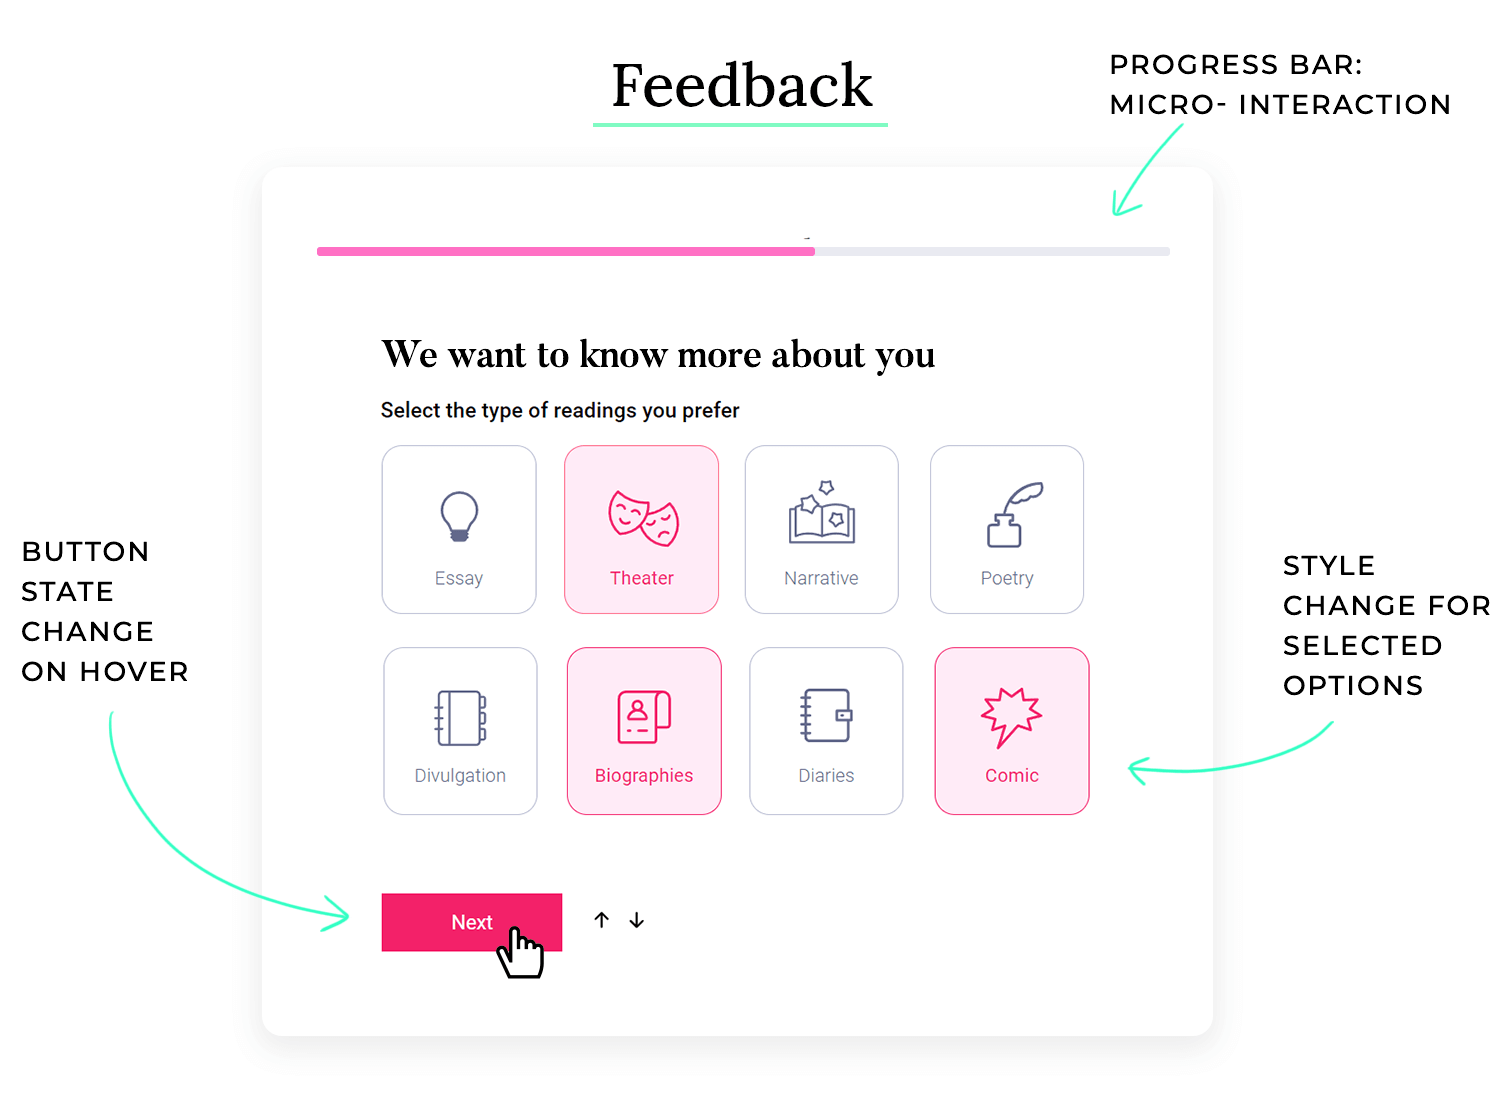 Feedback
PROGRESS BAR:
MICRO- INTERACTION
We want to know more about you
Select the type of readings you prefer
Essay
Theater
Narrative
Poetry
BUTTON
STATE
CHANGE
ON HOVER
STYLE
CHANGE FOR
SELECTED
OPTIONS
Divulgation
Biographies
Diaries
Comic
Next